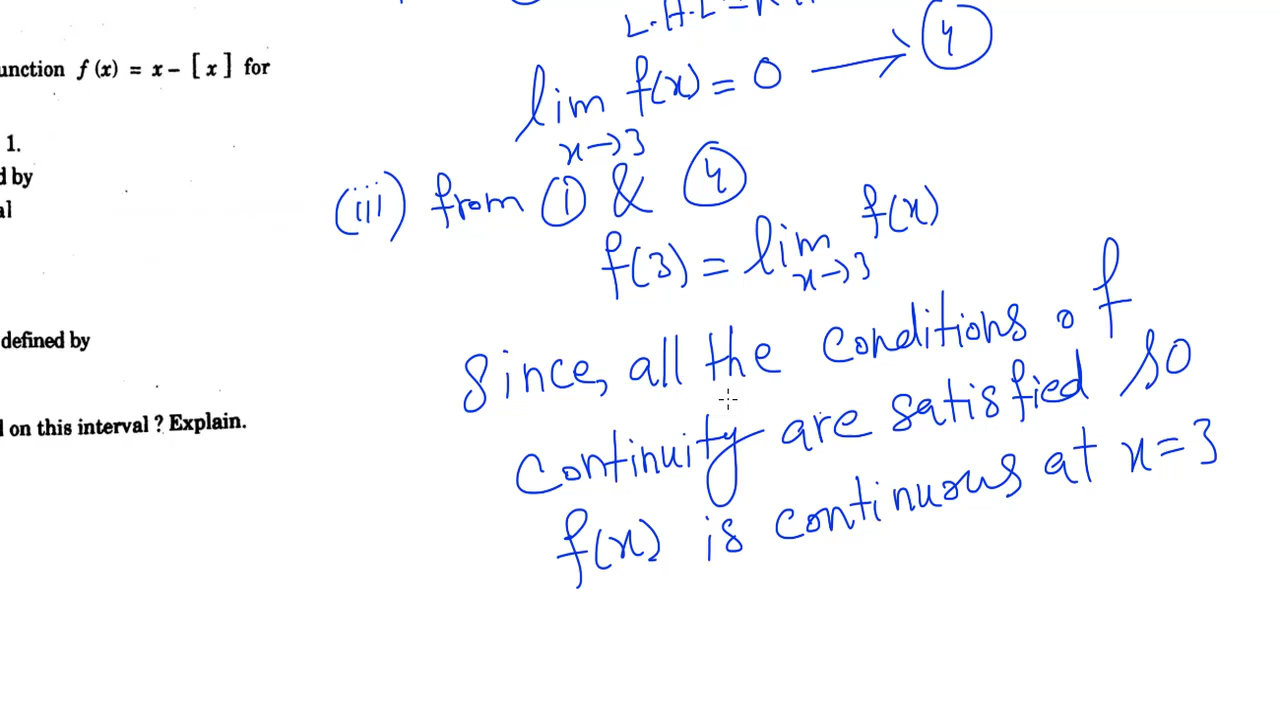 L.H.L = R
unction f (x) = x – [ x ] for
lim f(x) = 0 → ④
x→3
1.
d by
al
(iii) from ① & ④
f(3) = lim f(x)
x→3
defined by
Since, all the conditions of
Continuity are satisfied so
l on this interval ? Explain.
f(x) is continuous at x=3